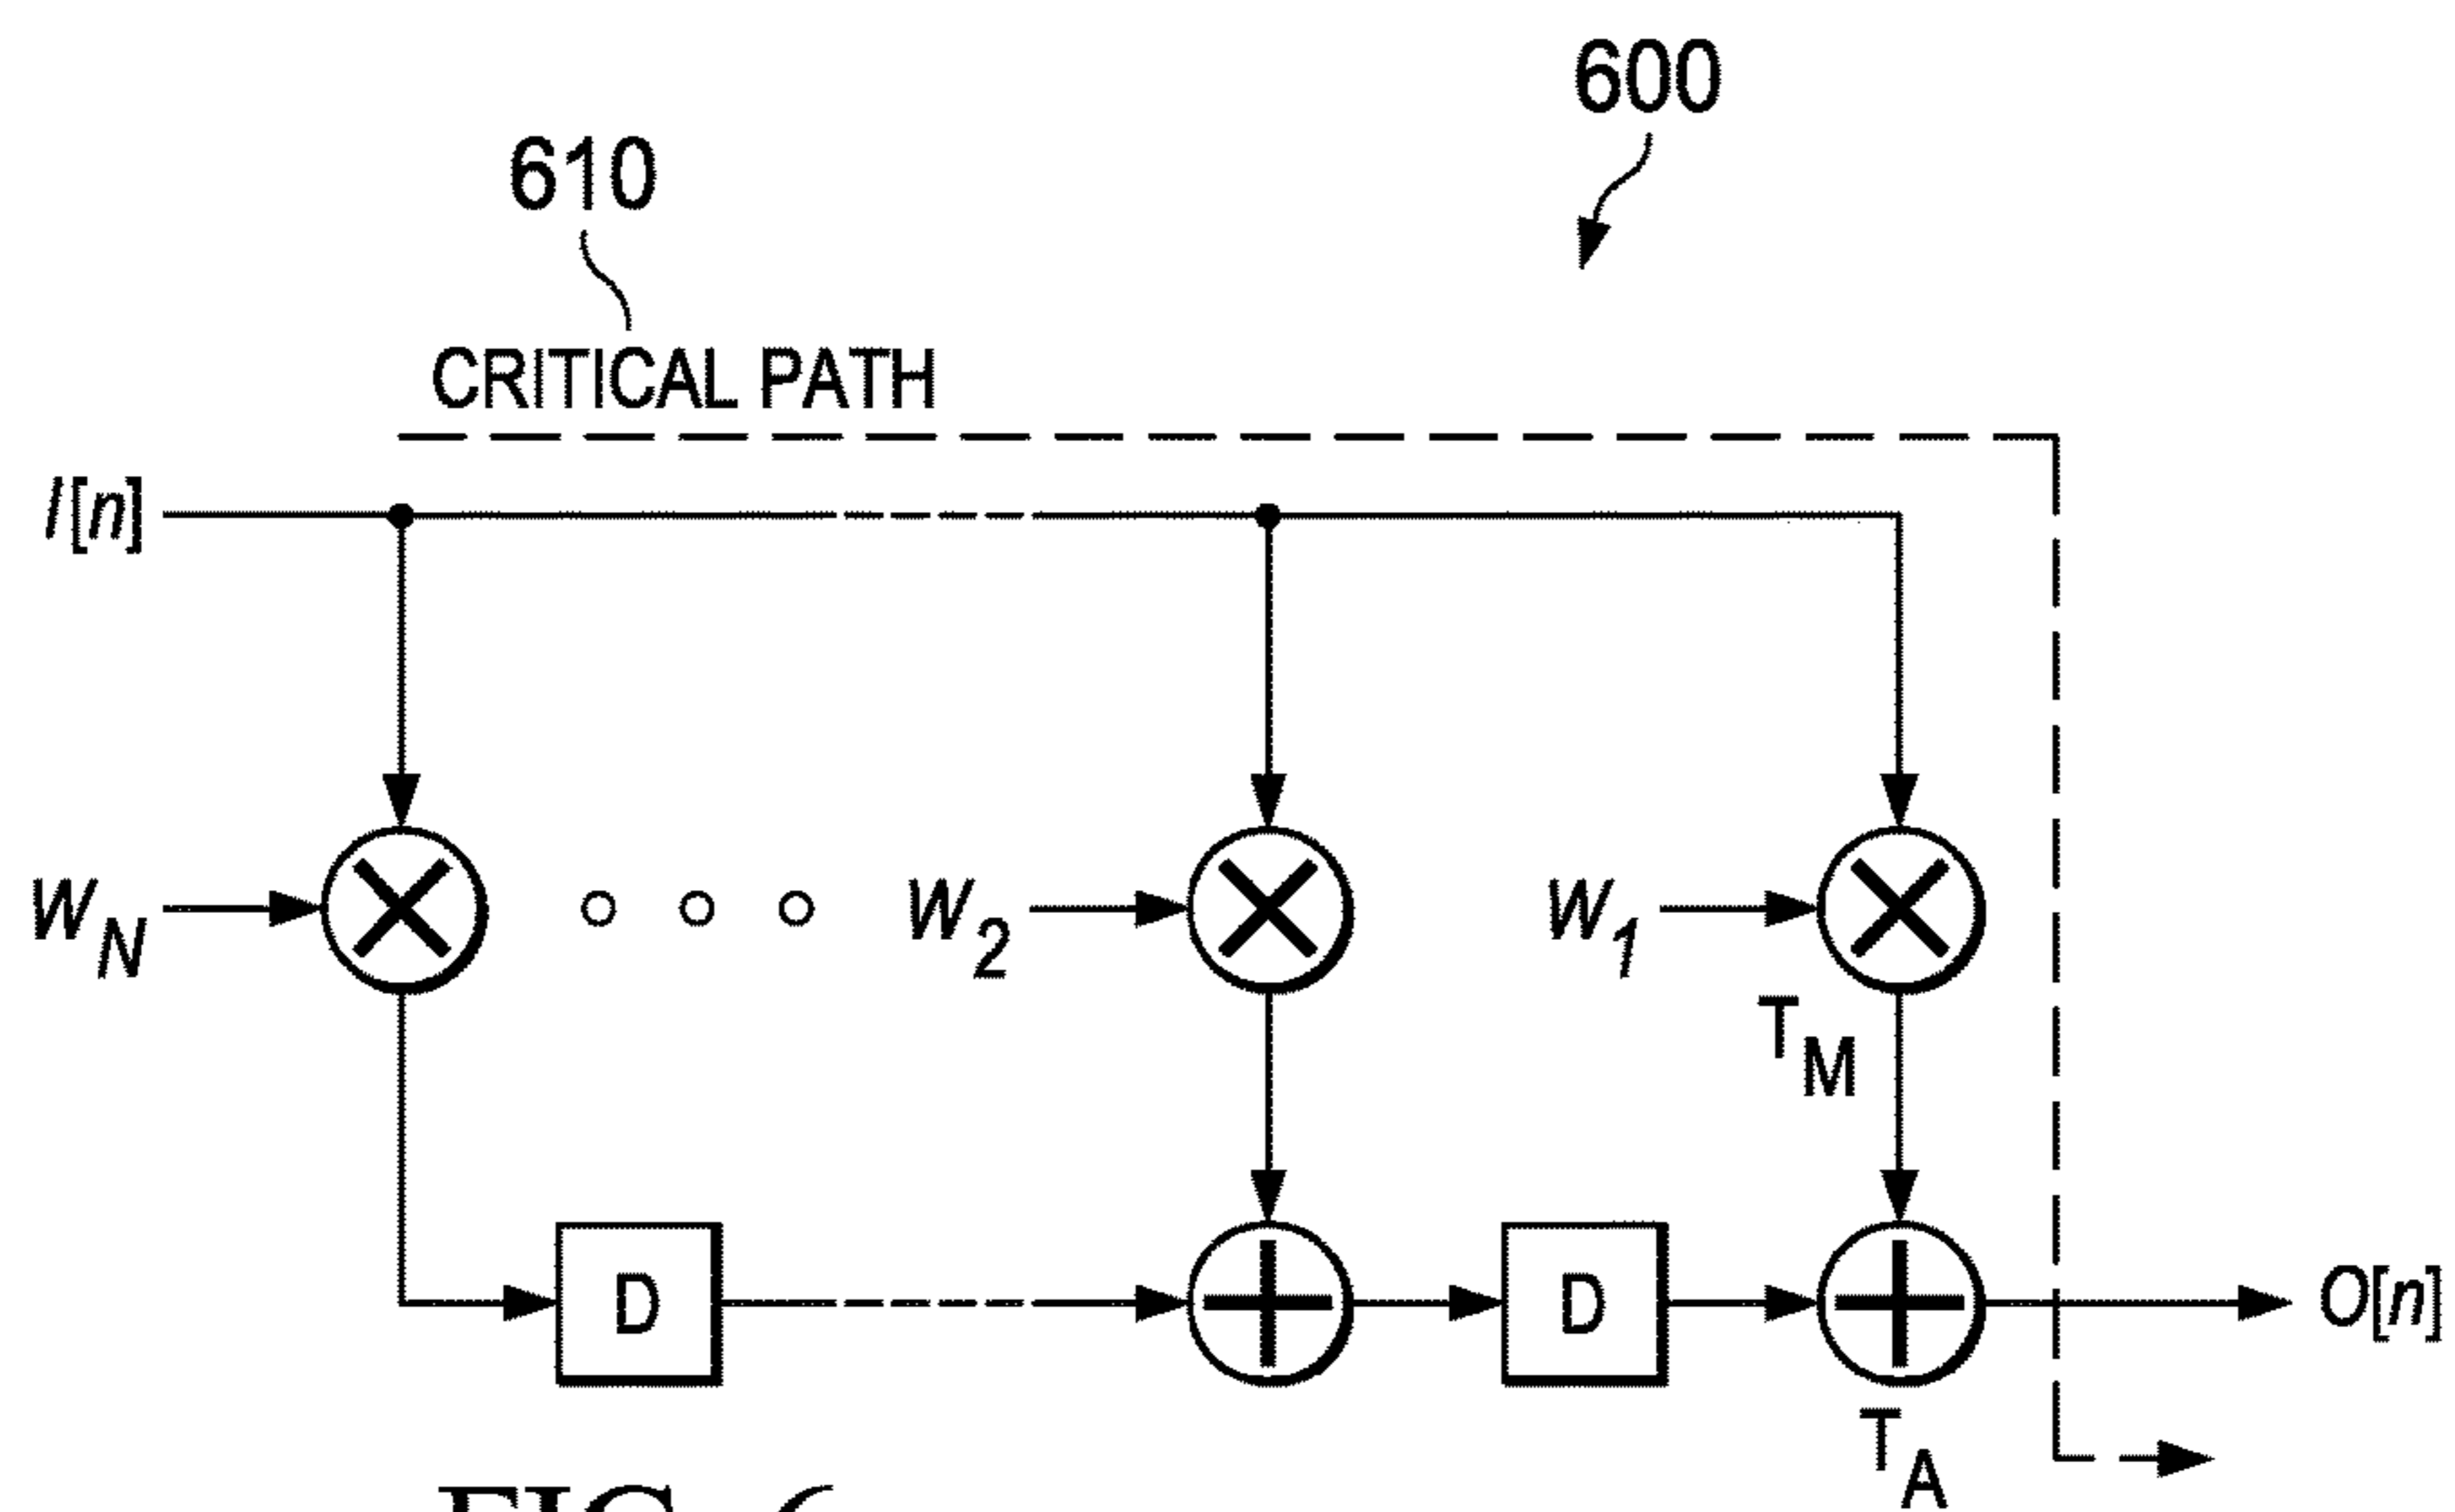 600
610
CRITICAL PATH
I[n]
W_N
W_2
W_1
T_M
D
D
O[n]
T_A